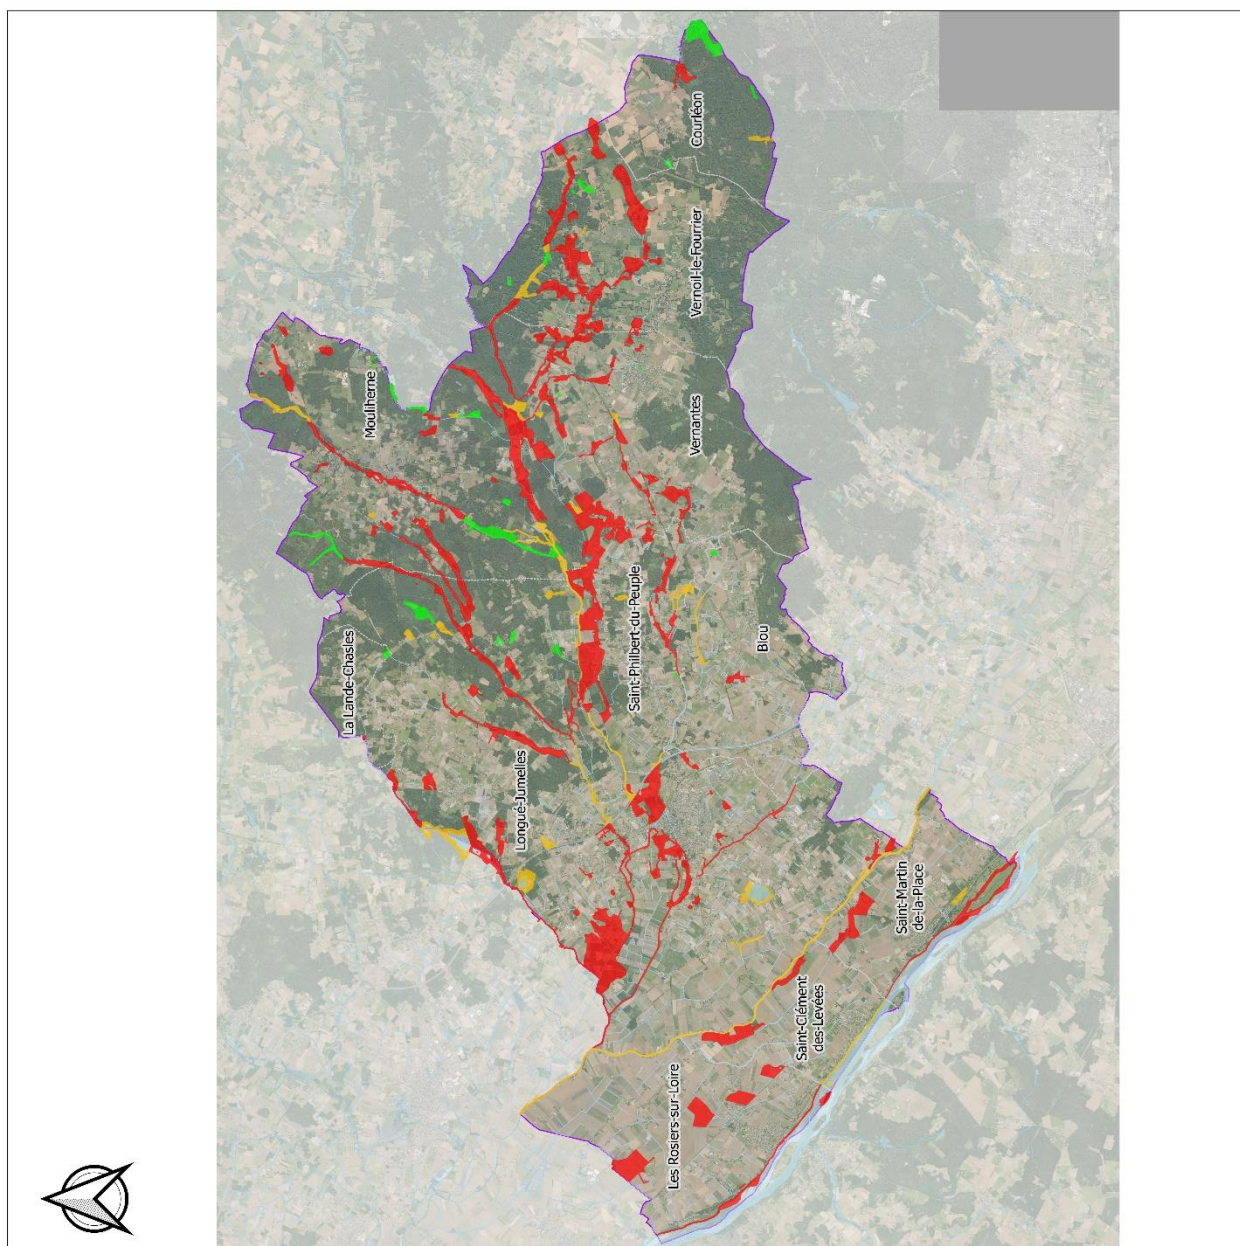 Courléon
Vernoil-le-Fourrier
Mouliherne
Vernantes
La Lande-Chasles
Saint-Philbert-du-Peuple
Blou
Longué-Jumelles
Saint-Martin
de-la-Place
Saint-Clément
des-Levées
Les Rosiers-sur-Loire